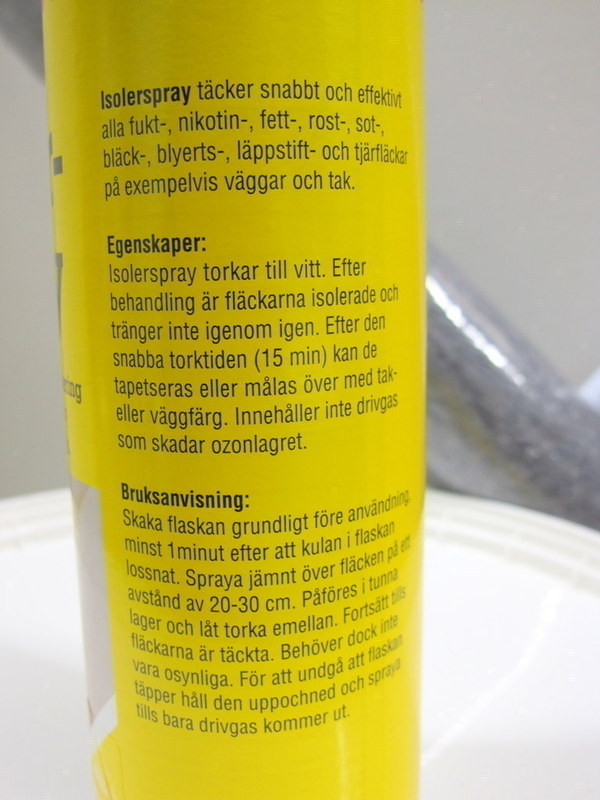 Isolerspray täcker snabbt och effektivt
alla fukt-, nikotin-, fett-, rost-, sot-,
bläck-, blyerts-, läppstift- och tjärfläckar
på exempelvis väggar och tak.
Egenskaper:
Isolerspray torkar till vitt. Efter
behandling är fläckarna isolerade och
tränger inte igenom igen. Efter den
snabba torktiden (15 min) kan de
tapetseras eller målas över med tak-
eller väggfärg. Innehåller inte drivgas
som skadar ozonlagret.
Bruksanvisning:
Skaka flaskan grundligt före användning,
minst 1minut efter att kulan i flaskan
lossnat. Spraya jämnt över fläcken på ett
avstånd av 20-30 cm. Påföres i tunna
lager och låt torka emellan. Fortsätt tills
fläckarna är täckta. Behöver dock inte
vara osynliga. För att undgå att flaskan
täpper håll den uppochned och spraya
tills bara drivgas kommer ut.